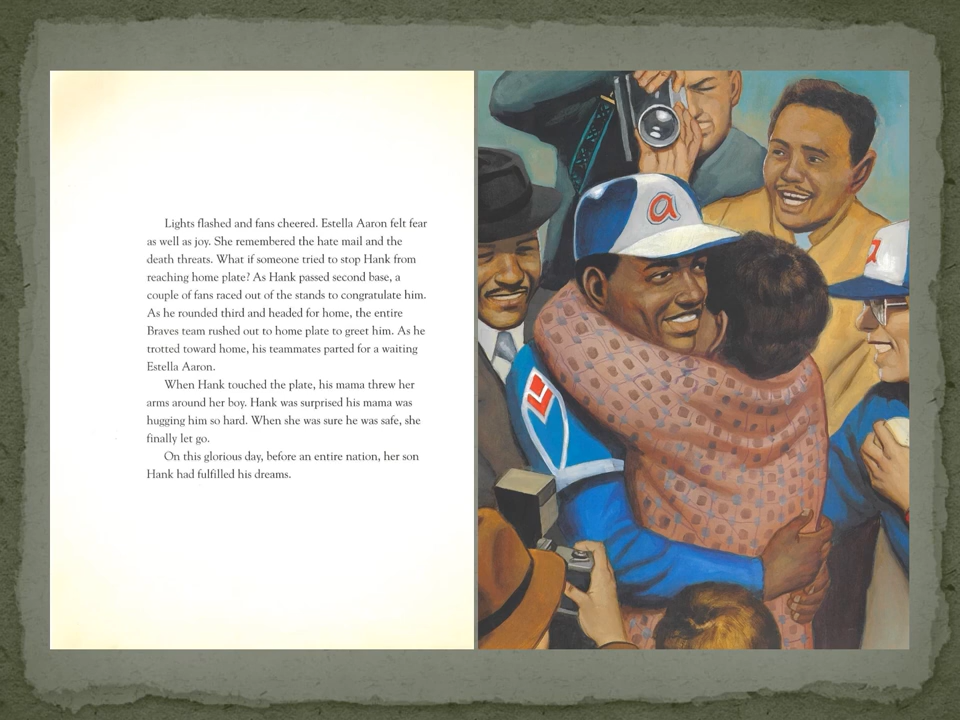 Lights flashed and fans cheered. Estella Aaron felt fear
as well as joy. She remembered the hate mail and the
death threats. What if someone tried to stop Hank from
reaching home plate? As Hank passed second base, a
couple of fans raced out of the stands to congratulate him.
As he rounded third and headed for home, the entire
Braves team rushed out to home plate to greet him. As he
trotted toward home, his teammates parted for a waiting
Estella Aaron.
When Hank touched the plate, his mama threw her
arms around her boy. Hank was surprised his mama was
hugging him so hard. When she was sure he was safe, she
finally let go.
On this glorious day, before an entire nation, her son
Hank had fulfilled his dreams.
a
a